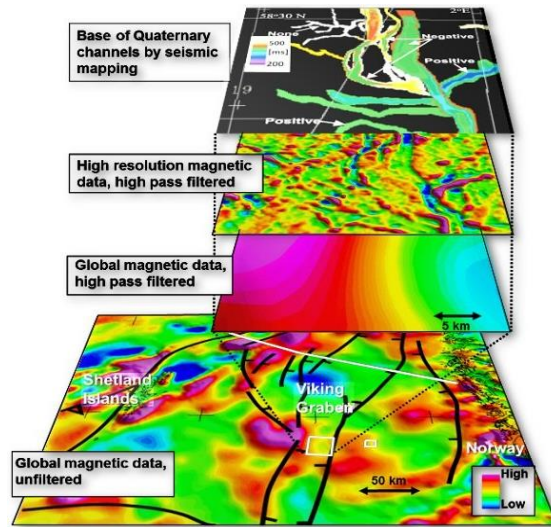 58-30 N
2° E
Base of Quaternary
channels by seismic
mapping
None
500
[ms]
200
Negative
Positive
19
Positive
High resolution magnetic
data, high pass filtered
Global magnetic data,
high pass filtered
5 km
Shetland
Islands
Viking
Graben
Norway
Global magnetic data,
unfiltered
50 km
High
Low